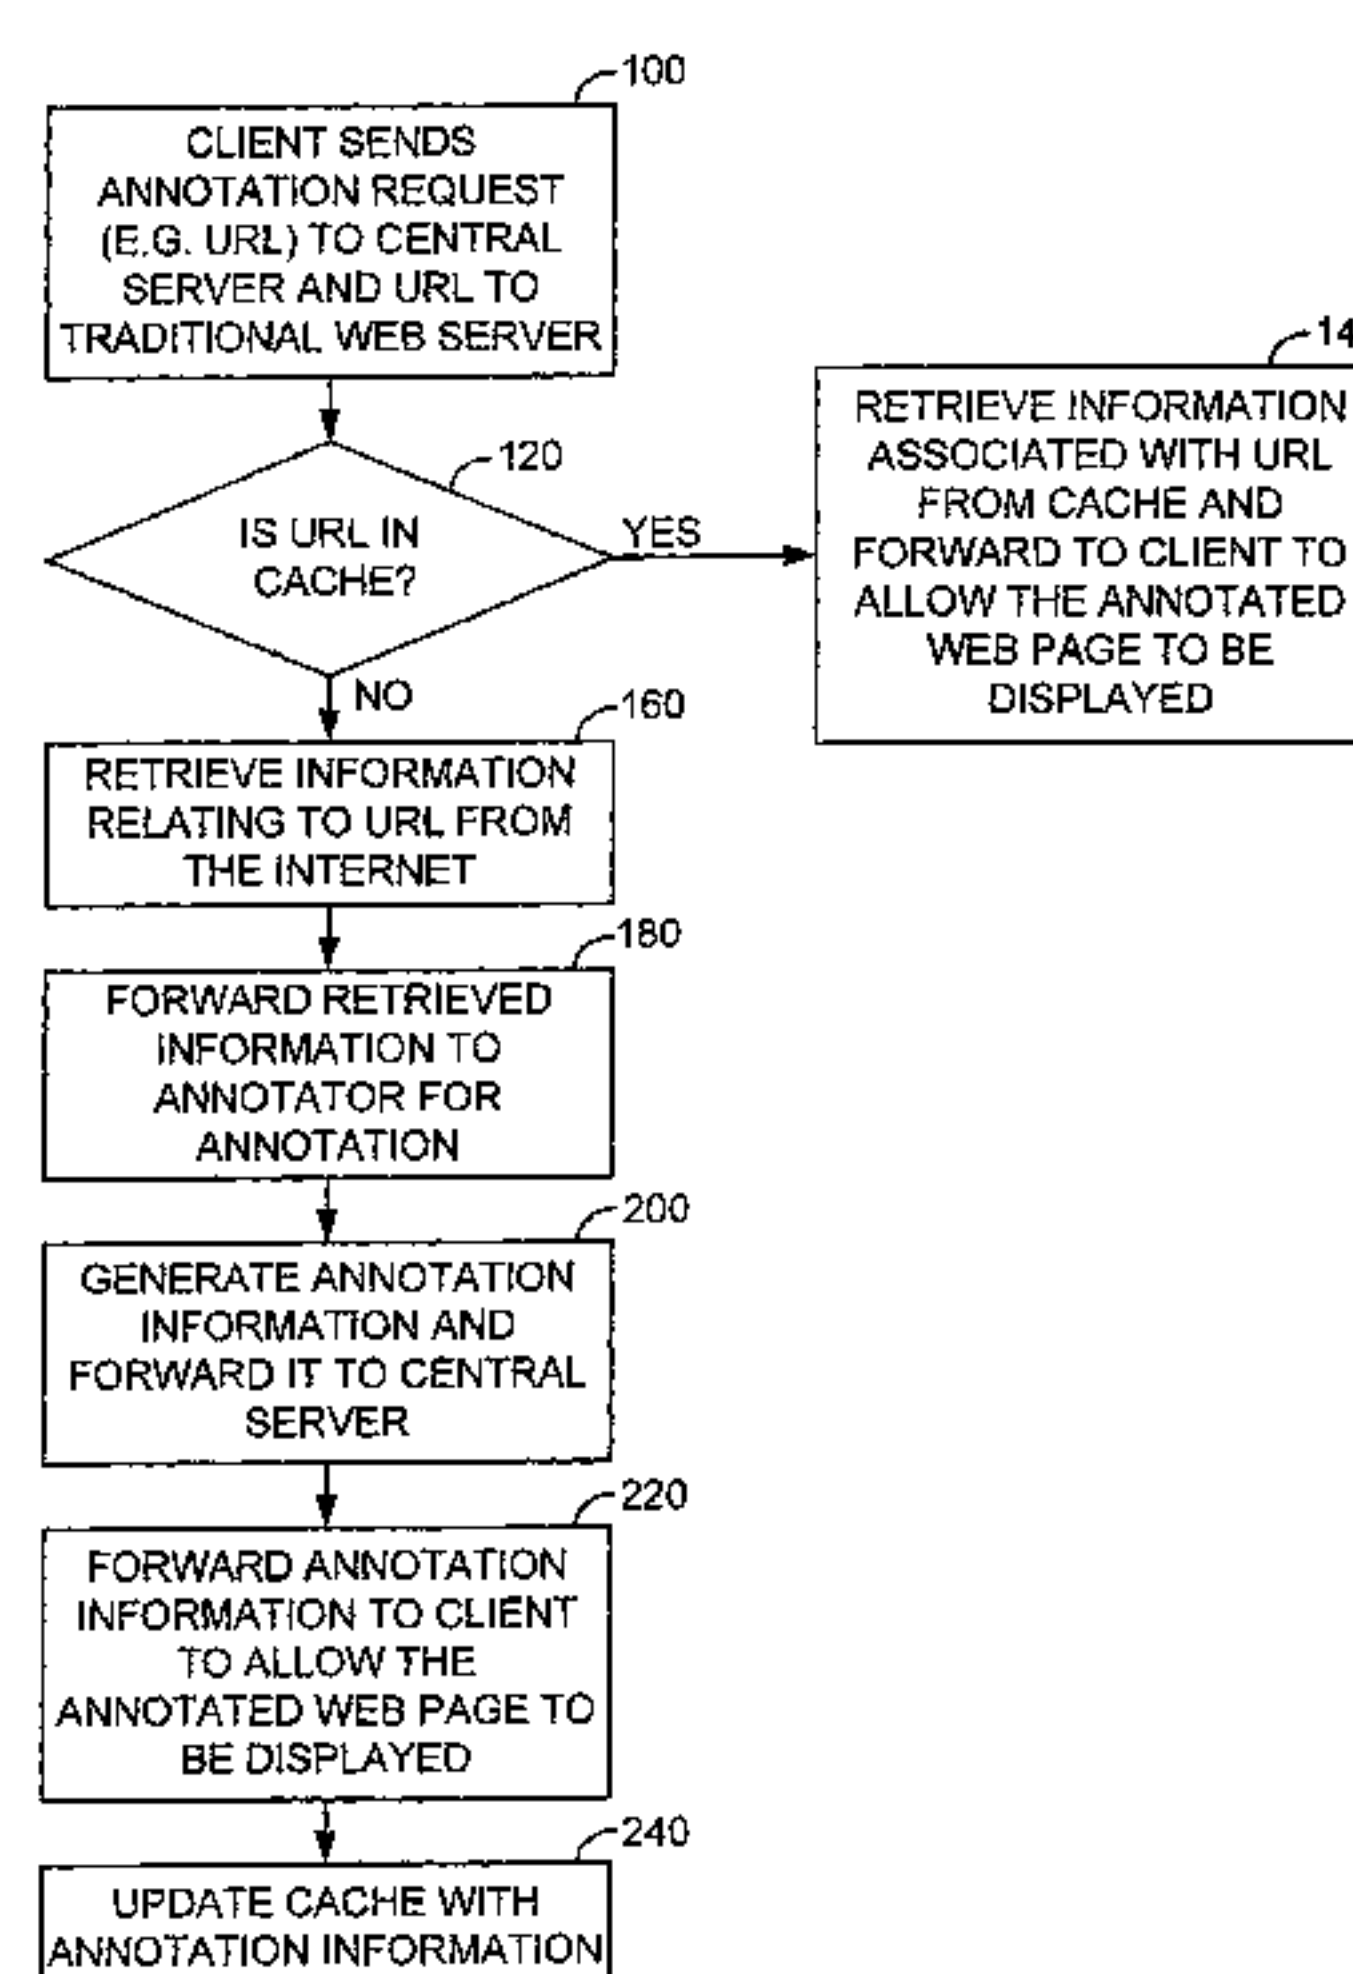 100
CLIENT SENDS
ANNOTATION REQUEST
(E.G. URL) TO CENTRAL
SERVER AND URL TO
TRADITIONAL WEB SERVER
120
IS URL IN
CACHE?
YES
14
RETRIEVE INFORMATION
ASSOCIATED WITH URL
FROM CACHE AND
FORWARD TO CLIENT TO
ALLOW THE ANNOTATED
WEB PAGE TO BE
DISPLAYED
NO
160
RETRIEVE INFORMATION
RELATING TO URL FROM
THE INTERNET
180
FORWARD RETRIEVED
INFORMATION TO
ANNOTATOR FOR
ANNOTATION
200
GENERATE ANNOTATION
INFORMATION AND
FORWARD IT TO CENTRAL
SERVER
220
FORWARD ANNOTATION
INFORMATION TO CLIENT
TO ALLOW THE
ANNOTATED WEB PAGE TO
BE DISPLAYED
240
UPDATE CACHE WITH
ANNOTATION INFORMATION